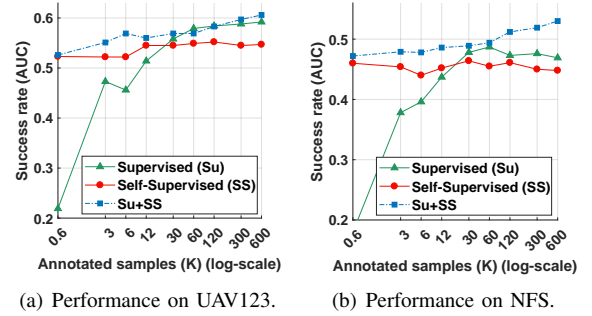 0.6
0.5
0.4
0.3
0.2
Success rate (AUC)
Supervised (Su)
Self-Supervised (SS)
Su+SS
0.6 3 6 12 30 60 120 300 600
Annotated samples (K) (log-scale)
(a) Performance on UAV123.
0.5
0.4
0.3
0.2
Success rate (AUC)
Supervised (Su)
Self-Supervised (SS)
Su+SS
0.6 3 6 12 30 60 120 300 600
Annotated samples (K) (log-scale)
(b) Performance on NFS.